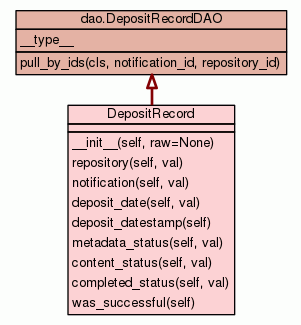 dao.DepositRecordDAO
__type__
pull_by_ids(cls, notification_id, repository_id)
DepositRecord
__init__(self, raw=None)
repository(self, val)
notification(self, val)
deposit_date(self, val)
deposit_datestamp(self)
metadata_status(self, val)
content_status(self, val)
completed_status(self, val)
was_successful(self)